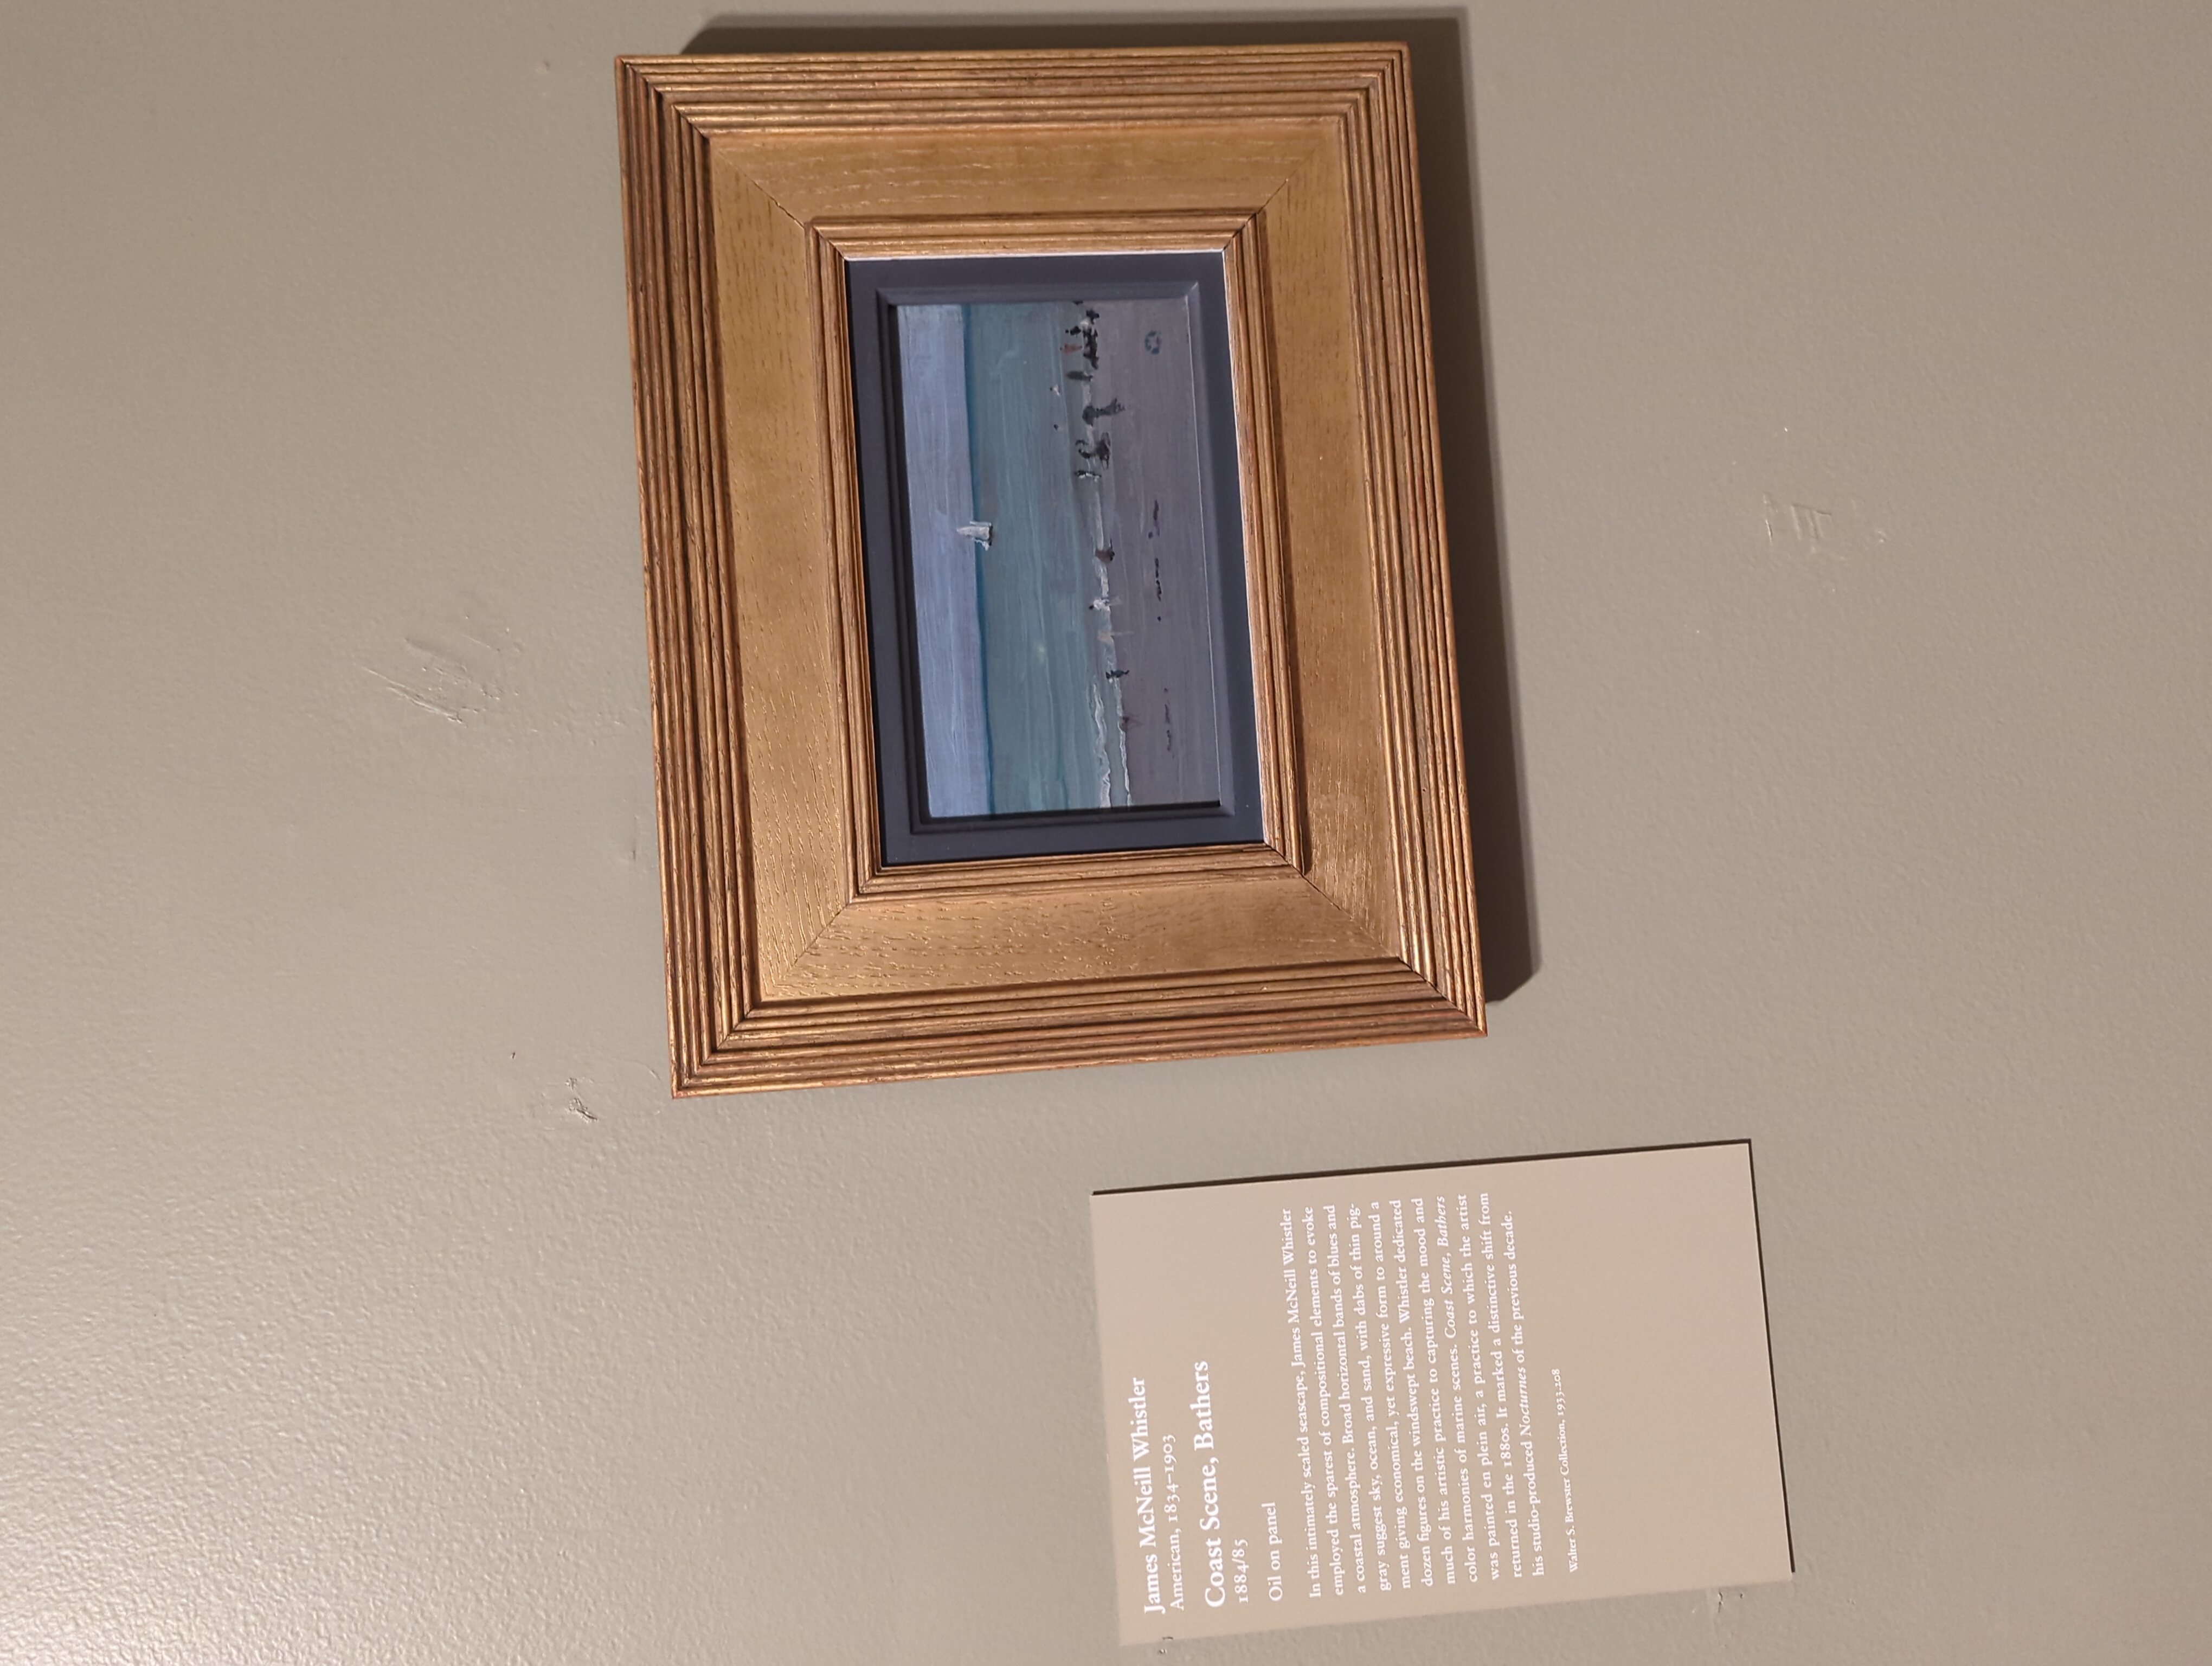 James McNeill Whistler
American, 1834–1903
Coast Scene, Bathers
1884/85
Oil on panel
In this intimately scaled seascape, James McNeill Whistler
employed the sparest of compositional elements to evoke
a coastal atmosphere. Broad horizontal bands of blues and
gray suggest sky, ocean, and sand, with dabs of thin pig-
ment giving economical, yet expressive form to around a
dozen figures on the windswept beach. Whistler dedicated
much of his artistic practice to capturing the mood and
color harmonies of marine scenes. Coast Scene, Bathers
was painted en plein air, a practice to which the artist
returned in the 1880s. It marked a distinctive shift from
his studio-produced Nocturnes of the previous decade.
Walter S. Brewster Collection, 1933.208